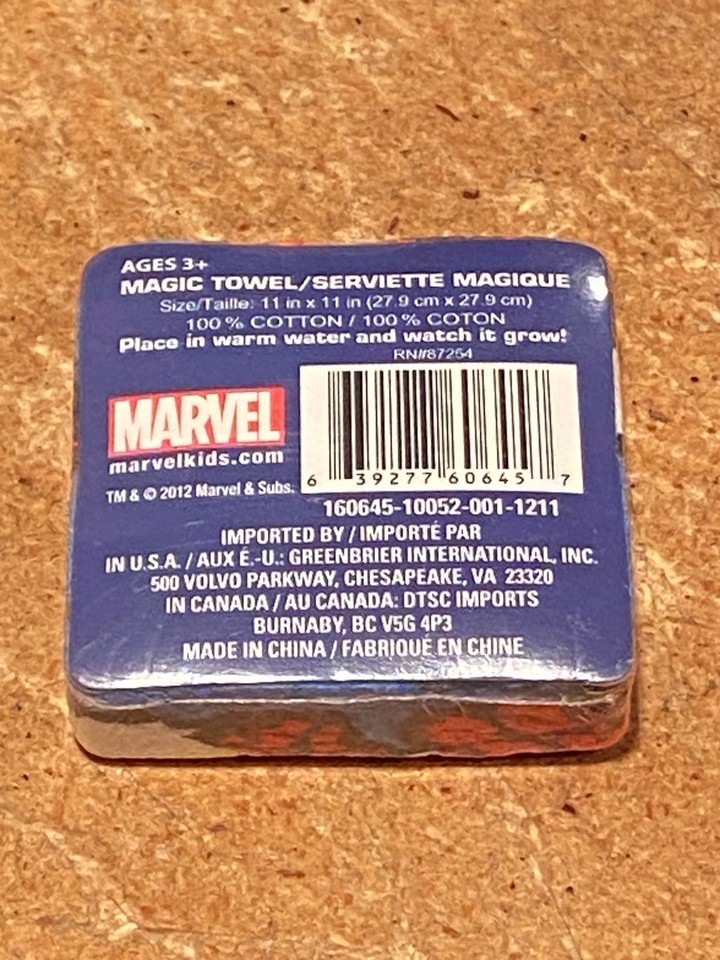 AGES 3+
MAGIC TOWEL/SERVIETTE MAGIQUE
Size/Taille: 11 in x 11 in (27.9 cm x 27.9 cm)
100 % COTTON / 100 % COTON
Place in warm water and watch it grow!
RN#87254
MARVEL
marvelkids.com
TM & © 2012 Marvel & Subs.
6 39277 60645 7
160645-10052-001-1211
IMPORTED BY / IMPORTÉ PAR
IN U.S.A. / AUX É.-U.: GREENBRIER INTERNATIONAL, INC.
500 VOLVO PARKWAY, CHESAPEAKE, VA 23320
IN CANADA / AU CANADA: DTSC IMPORTS
BURNABY, BC V5G 4P3
MADE IN CHINA / FABRIQUÉ EN CHINE